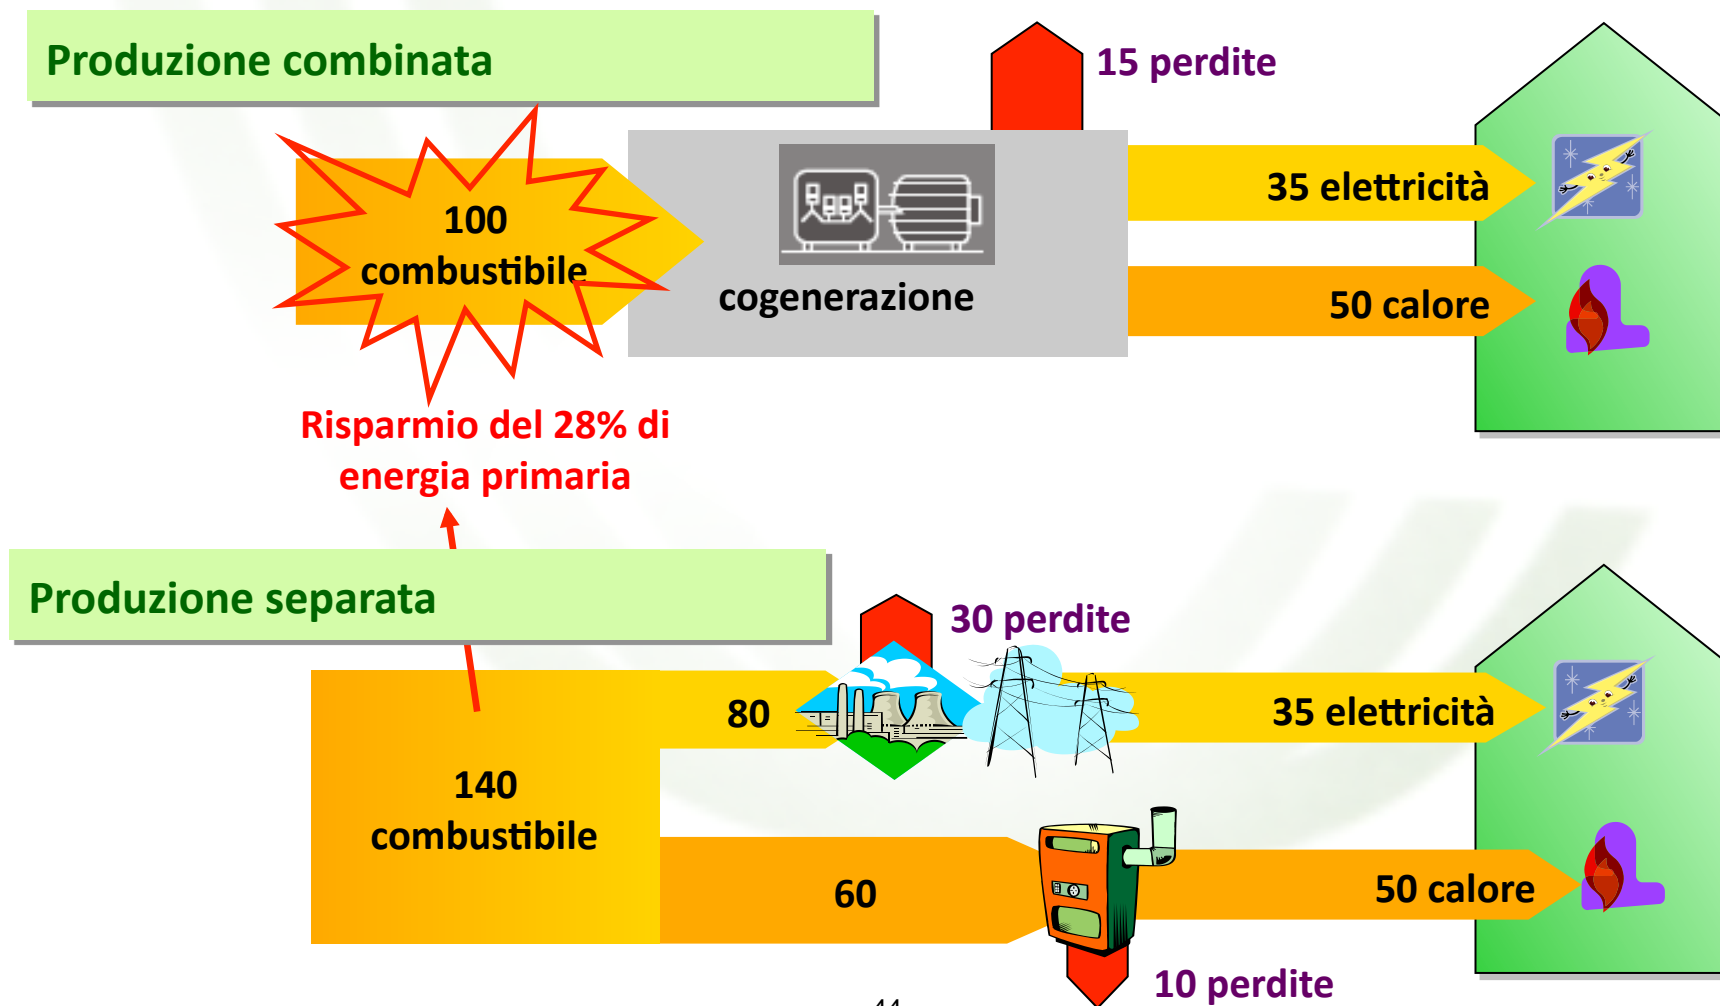 Produzione combinata
15 perdite
100
combustibile
cogenerazione
35 elettricità
50 calore
Risparmio del 28% di
energia primaria
Produzione separata
30 perdite
80
35 elettricità
140
combustibile
60
50 calore
10 perdite
44